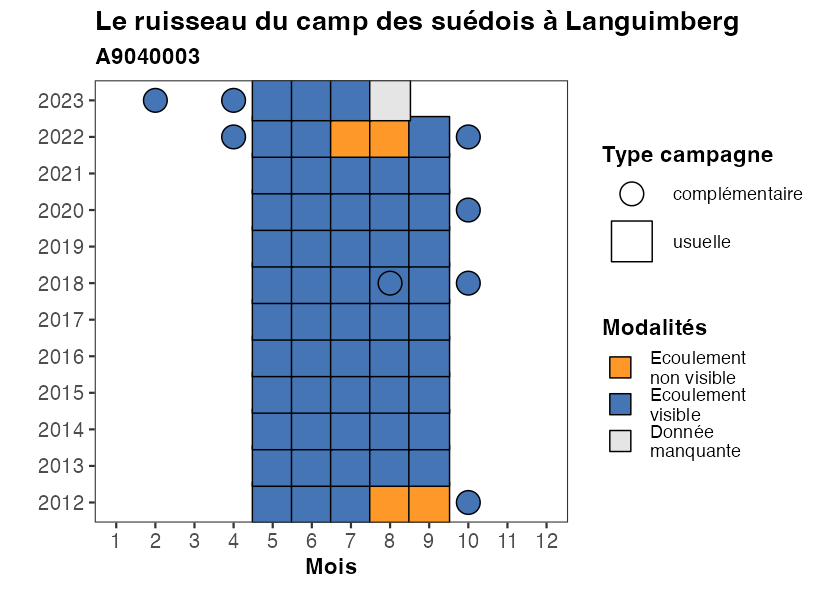 Le ruisseau du camp des suédois à Languimberg
A9040003
2023
2022
2021
2020
2019
2018
2017
2016
2015
2014
2013
2012
1 2 3 4 5 6 7 8 9 10 11 12
Mois
Type campagne
complémentaire
usuelle
Modalités
Ecoulement
non visible
Ecoulement
visible
Donnée
manquante